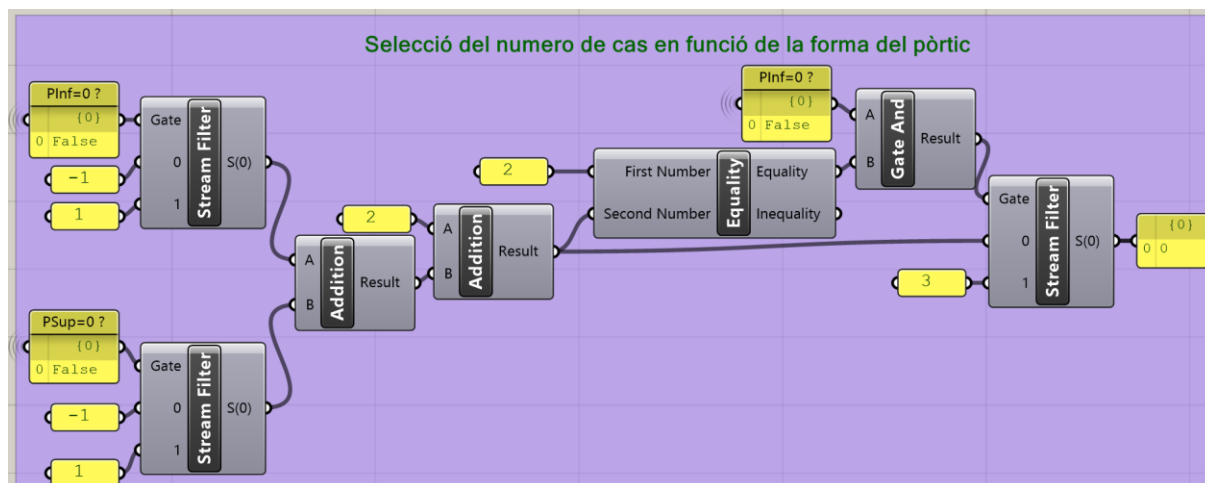 Selecció del numero de cas en funció de la forma del pòrtic
PInf=0 ?
{0}
0 False
-1
1
Gate
0
1
Stream Filter
S(0)
PSup=0 ?
{0}
0 False
-1
1
Gate
0
1
Stream Filter
S(0)
A
B
Addition
Result
2
A
B
Addition
Result
2
First Number
Second Number
Equality
Equality
Inequality
PInf=0 ?
{0}
0 False
A
B
Gate And
Result
3
Gate
0
1
Stream Filter
S(0)
{0}
0 0